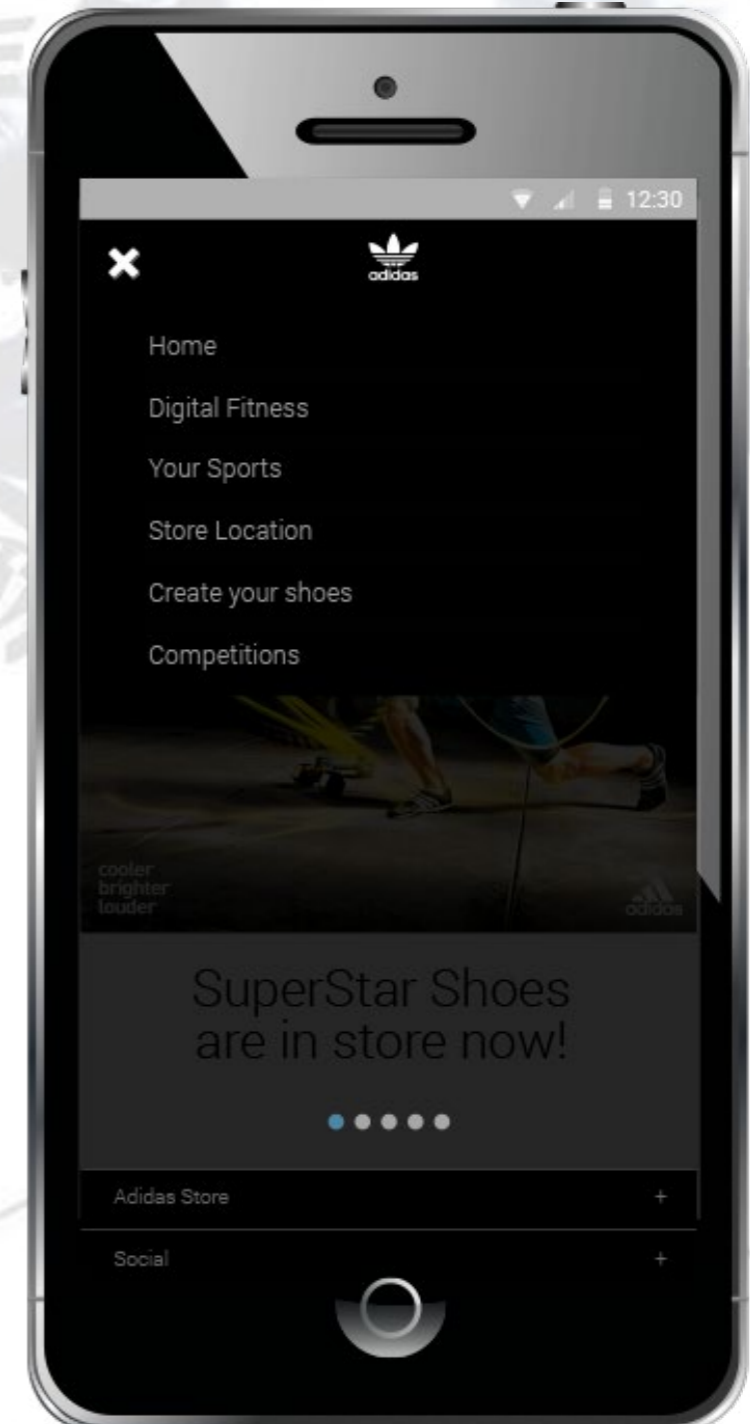 12:30
adidas
Home
Digital Fitness
Your Sports
Store Location
Create your shoes
Competitions
cooler
brighter
louder
adidas
SuperStar Shoes
are in store now!
Adidas Store +
Social +